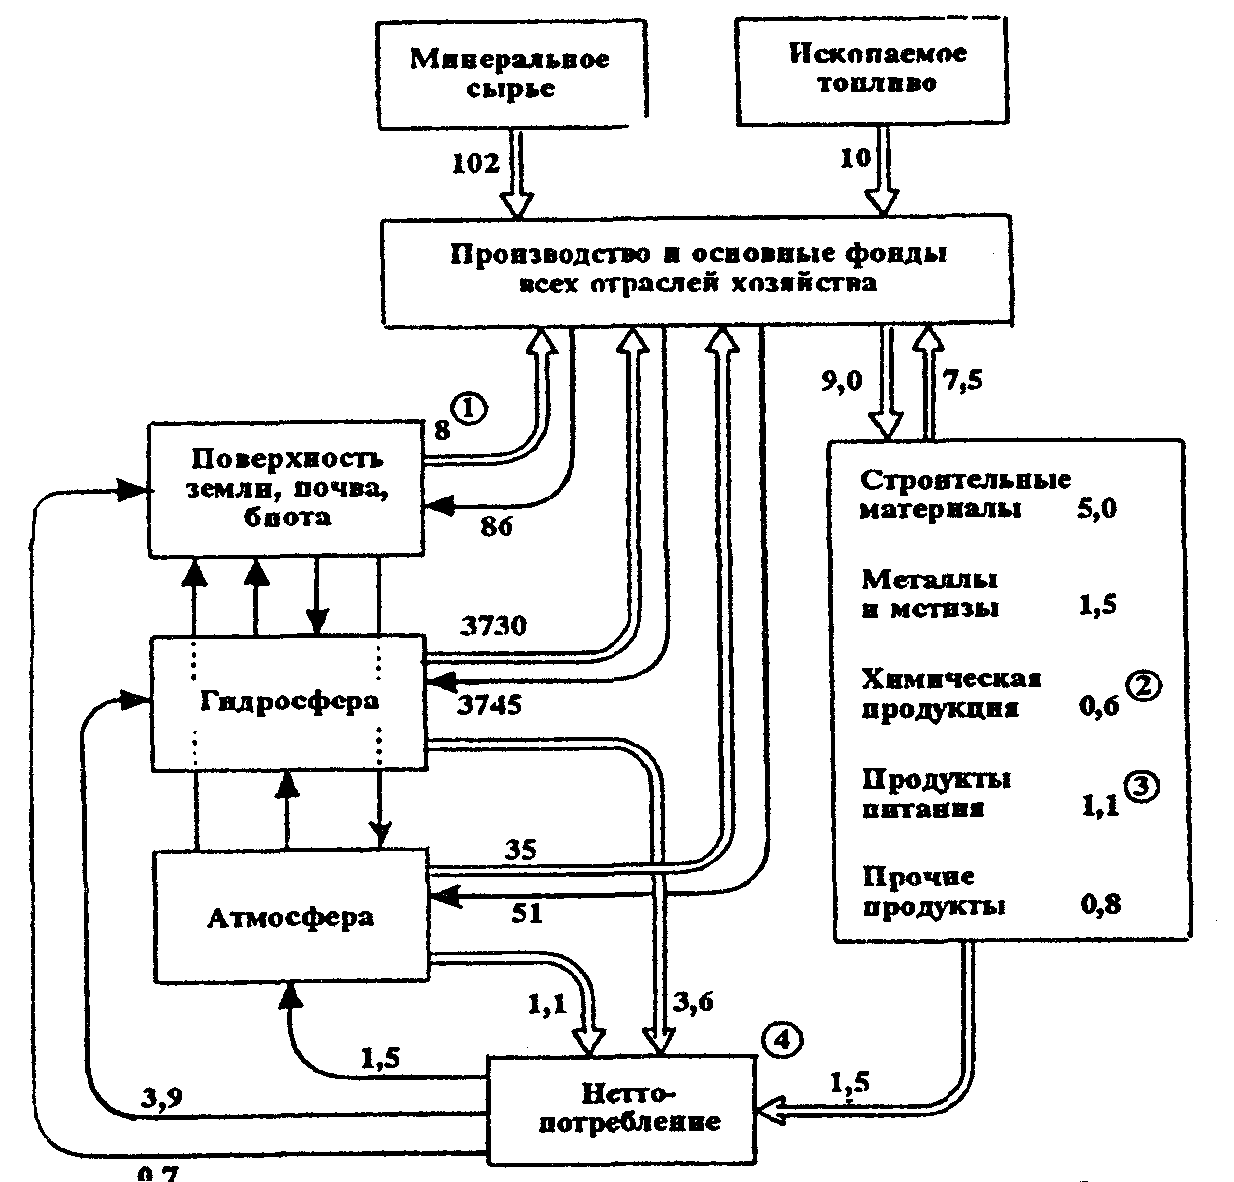 Минеральное
сырье
Ископаемое
топливо
102
10
Производство и основные фонды
всех отраслей хозяйства
9,0
7,5
8
1
Поверхность
земли, почва,
биота
86
Строительные
материалы 5,0
Металлы
и метизы 1,5
3730
Гидросфера
3745
Химическая
продукция 0,6
2
Продукты
питания 1,1
3
35
Атмосфера
51
Прочие
продукты 0,8
1,1
3,6
4
1,5
3,9
Нетто-
потребление
1,5
0,7